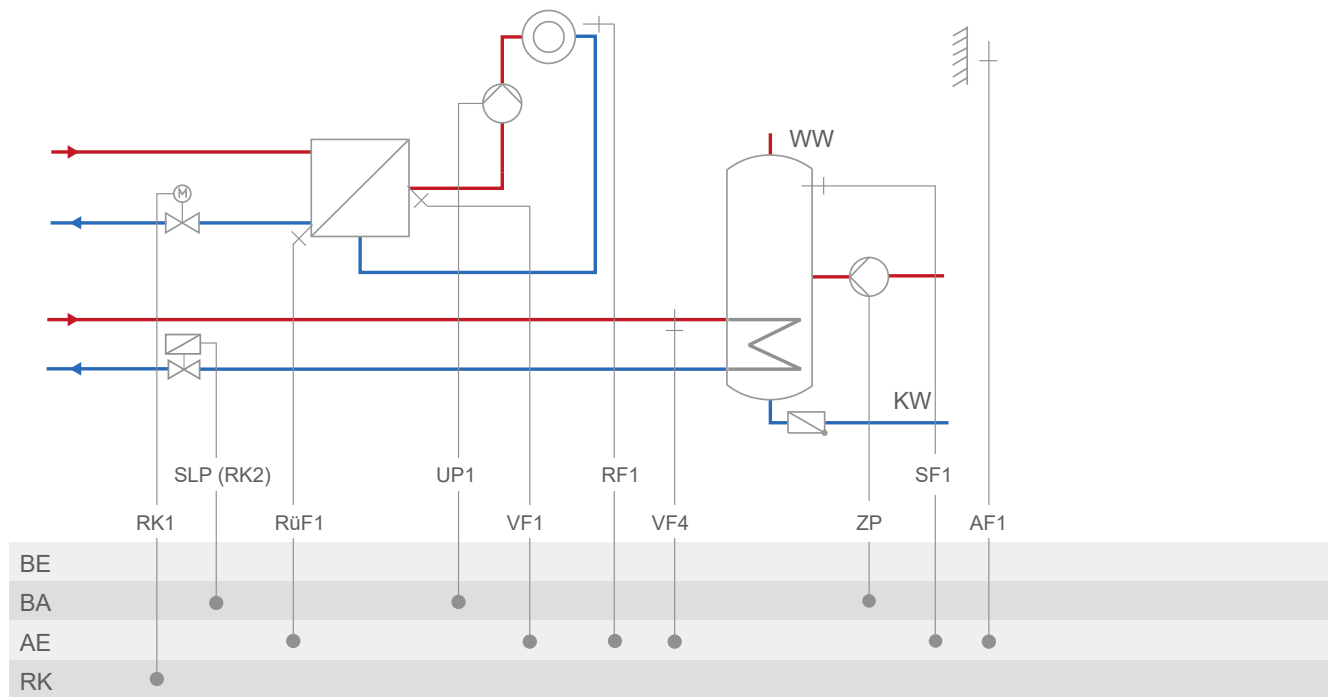 M
WW
KW
SLP (RK2) UP1 RF1 SF1
RK1 RüF1 VF1 VF4 ZP AF1
BE
BA
AE
RK